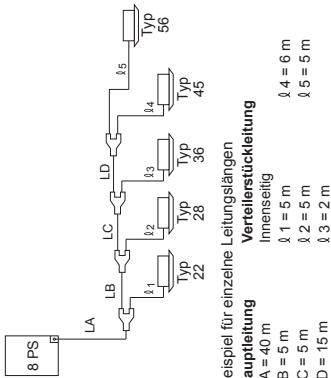 8 PS
LA
LB
LC
LD
ℓ1
ℓ2
ℓ3
ℓ4
ℓ5
Typ 22
Typ 28
Typ 36
Typ 45
Typ 56
eispiel für einzelne Leitungslängen
auptleitung Verteilerstückleitung
A = 40 m Innenseitig
B = 5 m ℓ1 = 5 m ℓ4 = 6 m
C = 5 m ℓ2 = 5 m ℓ5 = 5 m
D = 15 m ℓ3 = 2 m